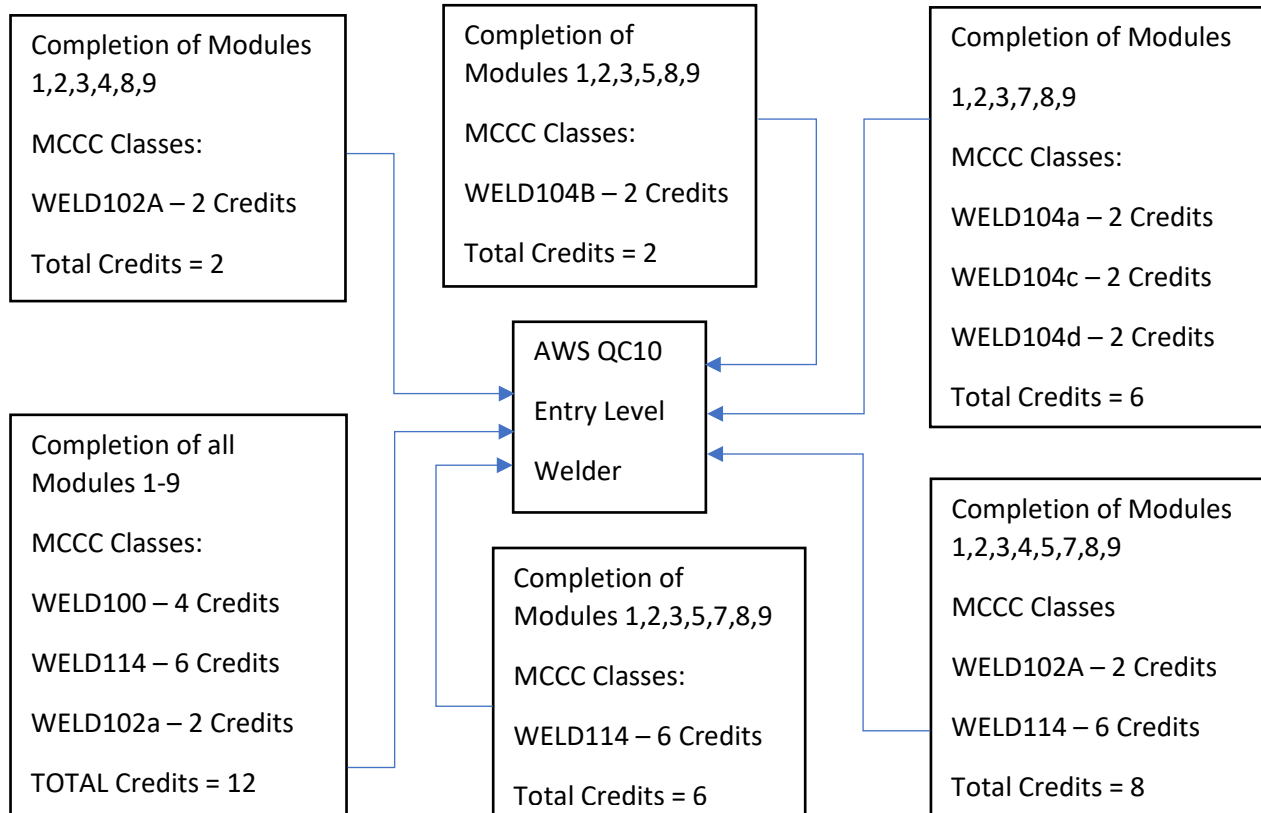 Completion of Modules
1,2,3,4,8,9
MCCC Classes:
WELD102A – 2 Credits
Total Credits = 2
Completion of
Modules 1,2,3,5,8,9
MCCC Classes:
WELD104B – 2 Credits
Total Credits = 2
Completion of Modules
1,2,3,7,8,9
MCCC Classes:
WELD104a – 2 Credits
WELD104c – 2 Credits
WELD104d – 2 Credits
Total Credits = 6
AWS QC10
Entry Level
Welder
Completion of all
Modules 1-9
MCCC Classes:
WELD100 – 4 Credits
WELD114 – 6 Credits
WELD102a – 2 Credits
TOTAL Credits = 12
Completion of
Modules 1,2,3,5,7,8,9
MCCC Classes:
WELD114 – 6 Credits
Total Credits = 6
Completion of Modules
1,2,3,4,5,7,8,9
MCCC Classes
WELD102A – 2 Credits
WELD114 – 6 Credits
Total Credits = 8